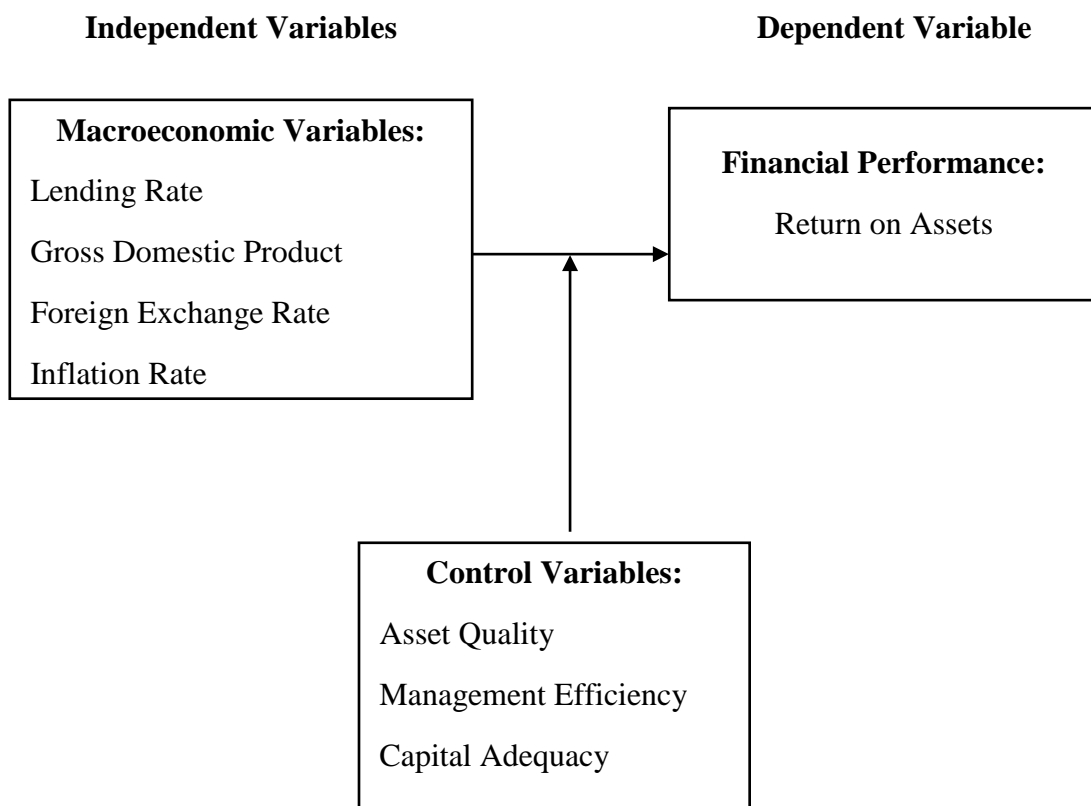 Independent Variables
Dependent Variable
Macroeconomic Variables:
Lending Rate
Gross Domestic Product
Foreign Exchange Rate
Inflation Rate
Financial Performance:
Return on Assets
Control Variables:
Asset Quality
Management Efficiency
Capital Adequacy